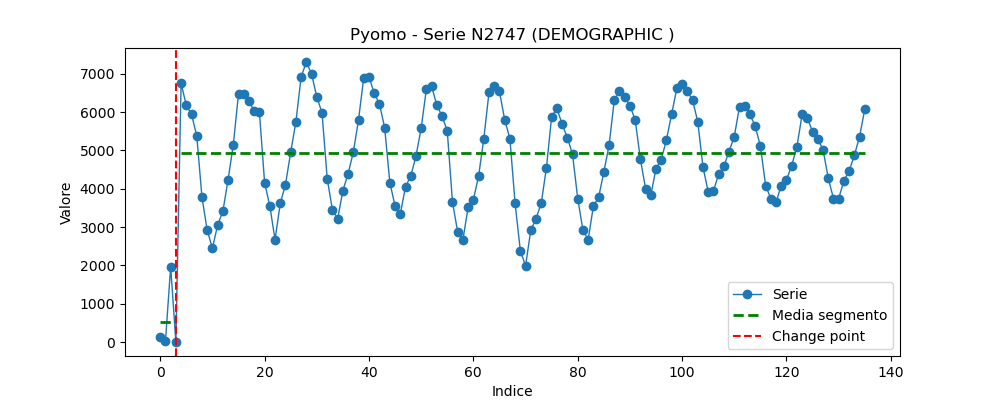 Pyomo - Serie N2747 (DEMOGRAPHIC )
Valore
7000
6000
5000
4000
3000
2000
1000
0
Serie
Media segmento
Change point
0 20 40 60 80 100 120 140
Indice